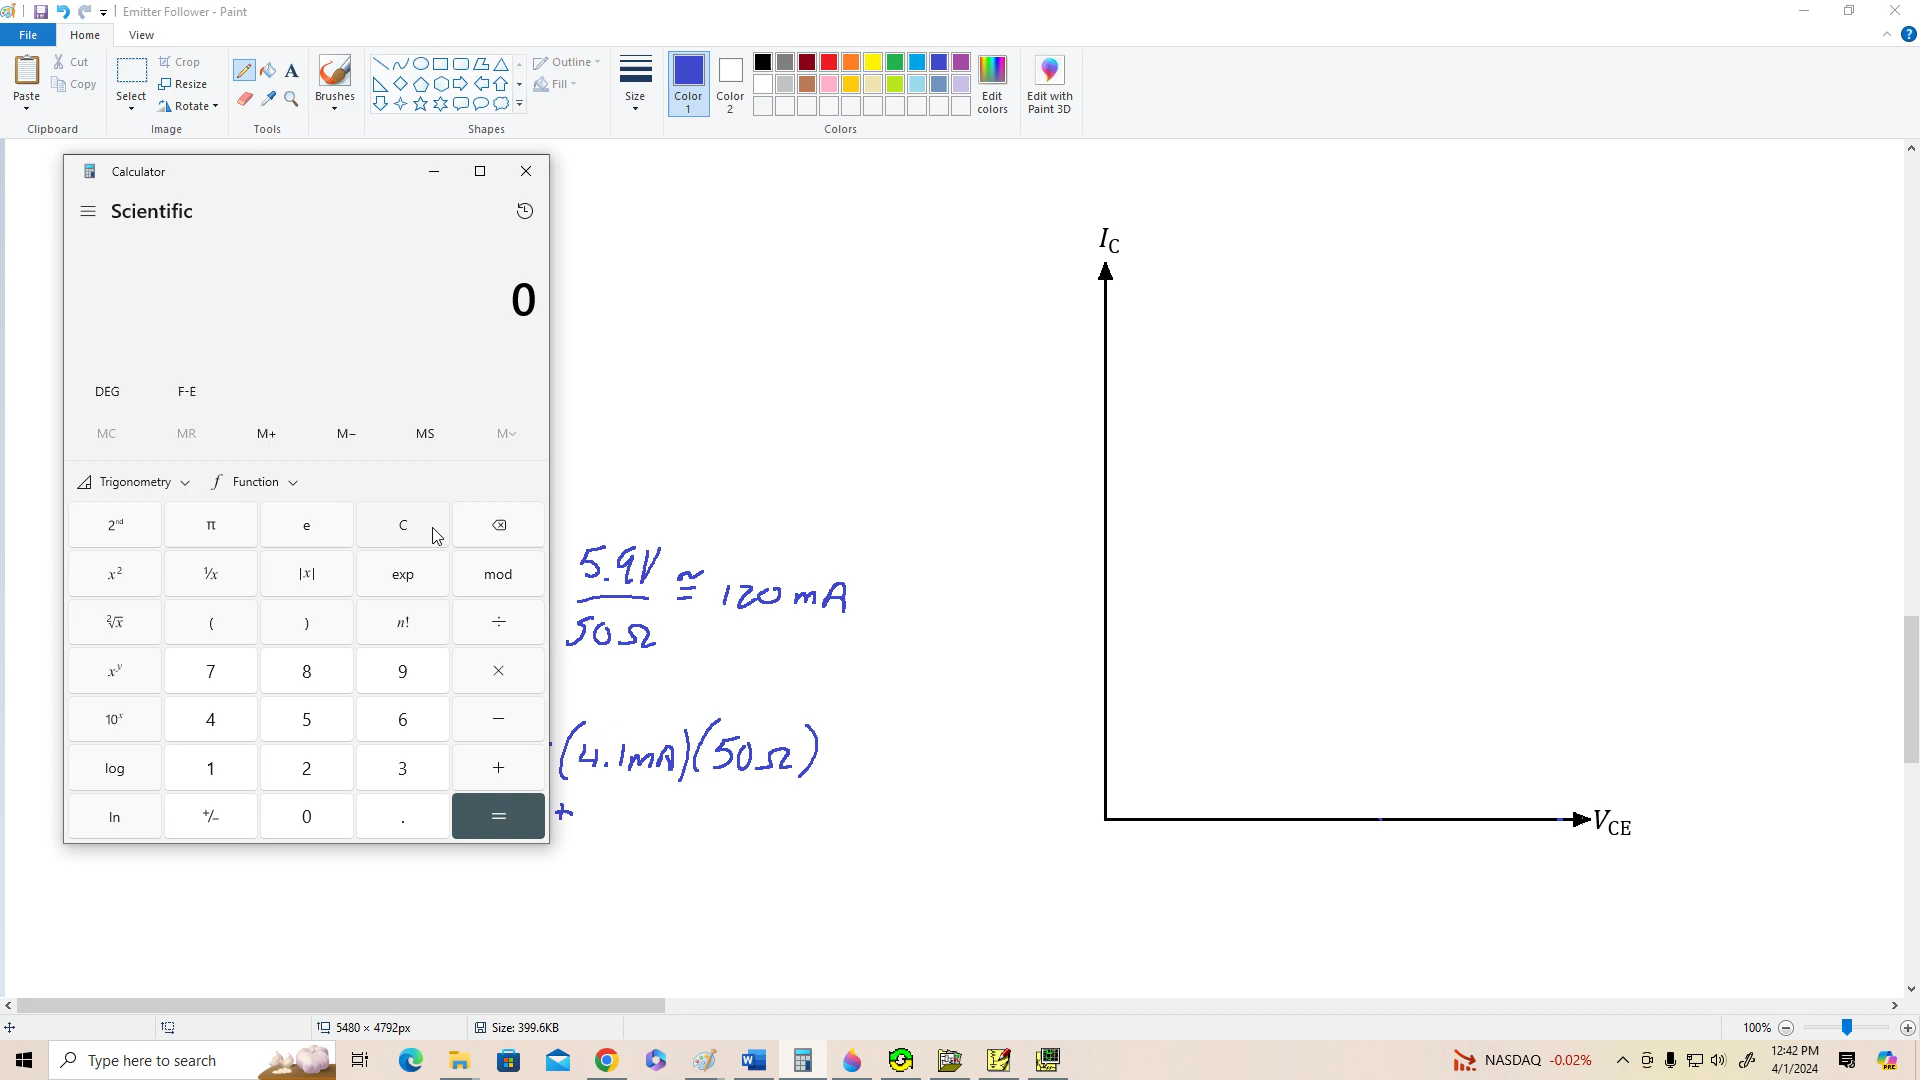 Emitter Follower - Paint
File Home View
Paste
Cut
Copy
Clipboard
Select
Crop
Resize
Rotate
Image
Tools
Brushes
Shapes
Outline
Fill
Size
Color 1
Color 2
Colors
Edit colors
Edit with Paint 3D
Calculator
Scientific
0
DEG F-E
MC MR M+ M− MS M
Trigonometry f Function
2nd π e C
x² ¹/x |x| exp mod
²√x ( ) n! ÷
xʸ 7 8 9 ×
10ˣ 4 5 6 −
log 1 2 3 +
ln +/− 0 . =
5.9V
≅ 120 mA
50Ω
(4.1mA)(50Ω)
+
I_C
V_CE
5480 × 4792px Size: 399.6KB 100%
Type here to search
NASDAQ -0.02%
12:42 PM
4/1/2024